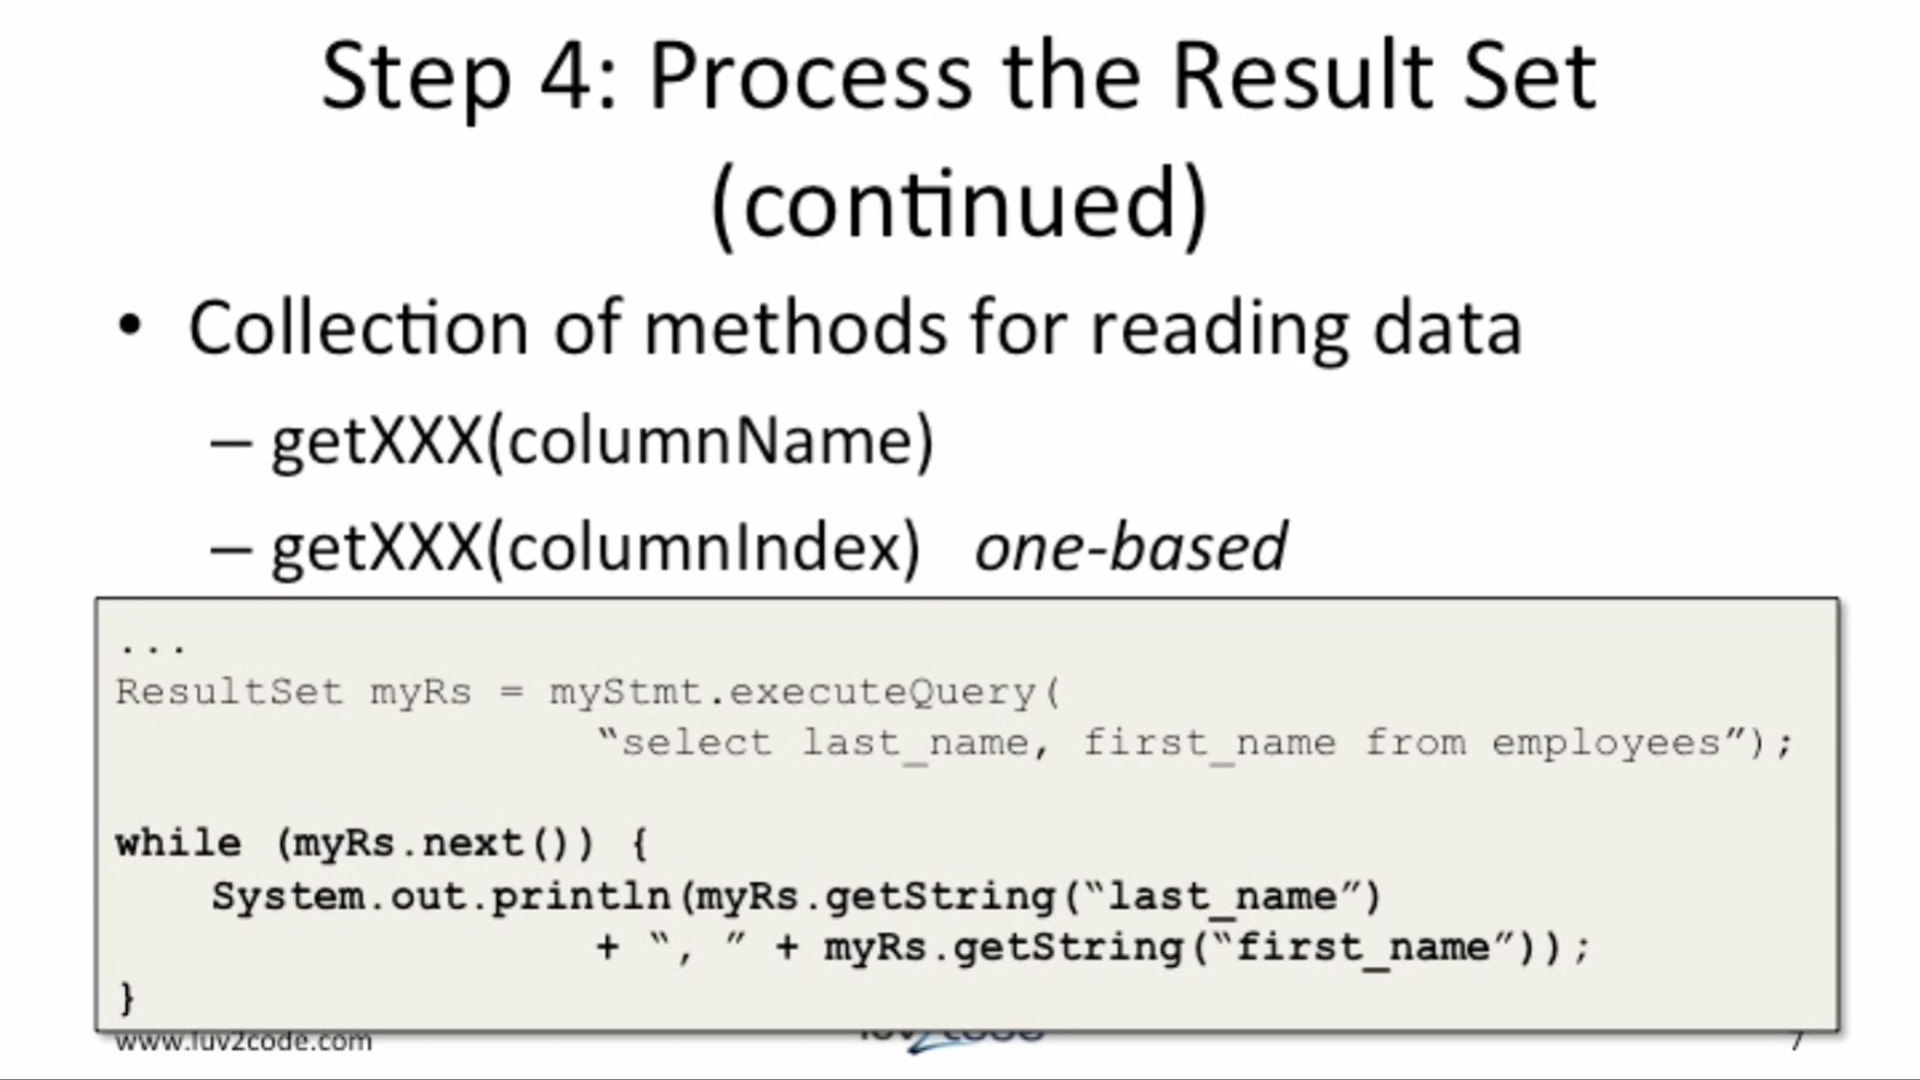 Step 4: Process the Result Set
(continued)
• Collection of methods for reading data
– getXXX(columnName)
– getXXX(columnIndex) one-based
...
ResultSet myRs = myStmt.executeQuery(
“select last_name, first_name from employees”);
while (myRs.next()) {
System.out.println(myRs.getString(“last_name”)
+ “, ” + myRs.getString(“first_name”));
}
www.luv2code.com luv2code 7